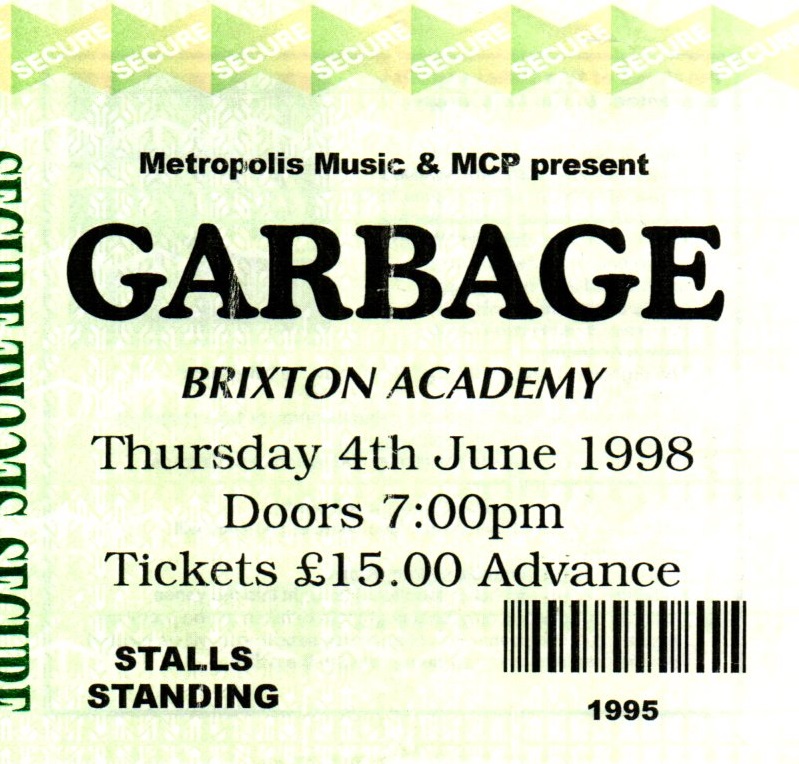 SECURE SECURE SECURE SECURE SECURE SECURE SECURE SECURE
Metropolis Music & MCP present
GARBAGE
BRIXTON ACADEMY
Thursday 4th June 1998
Doors 7:00pm
Tickets £15.00 Advance
STALLS
STANDING
1995
SECURE SECURE SECURE